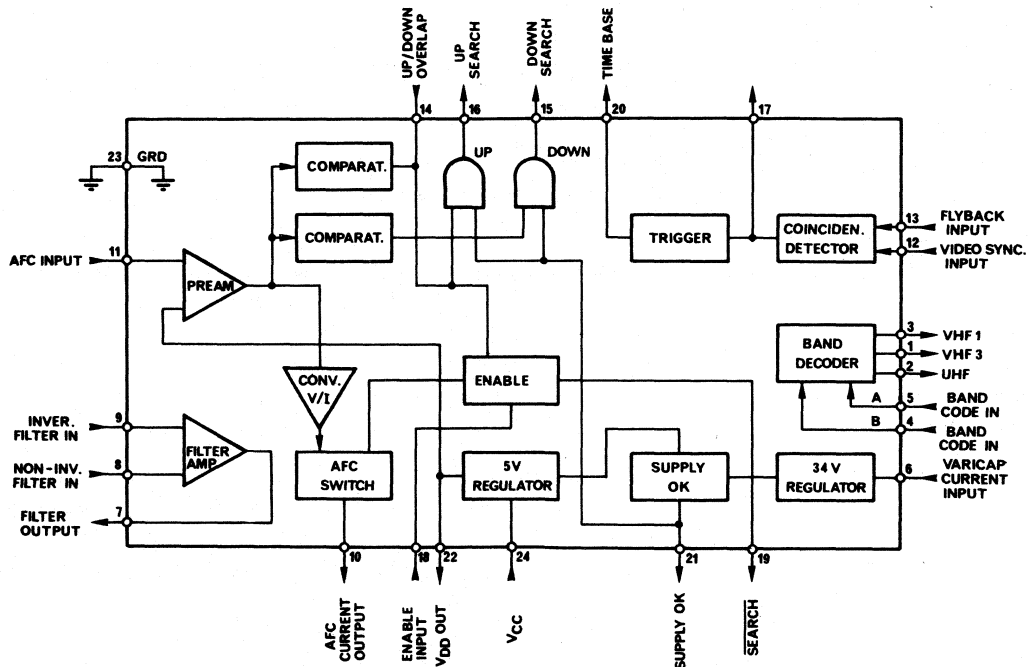 UP/DOWN
OVERLAP
UP
SEARCH
DOWN
SEARCH
TIME BASE
14
16
15
20
17
23
GRD
COMPARAT.
UP
DOWN
COMPARAT.
TRIGGER
COINCIDEN.
DETECTOR
13
FLYBACK
INPUT
12
VIDEO SYNC.
INPUT
11
AFC INPUT
PREAM
CONV.
V/I
ENABLE
BAND
DECODER
3
VHF 1
1
VHF 3
2
UHF
A
5
BAND
CODE IN
B
4
BAND
CODE IN
9
INVER.
FILTER IN
NON-INV.
FILTER IN
8
FILTER
AMP
7
FILTER
OUTPUT
AFC
SWITCH
5V
REGULATOR
SUPPLY
OK
34 V
REGULATOR
6
VARICAP
CURRENT
INPUT
10
18
22
24
21
19
AFC
CURRENT
OUTPUT
ENABLE
INPUT
VDD OUT
VCC
SUPPLY OK
SEARCH